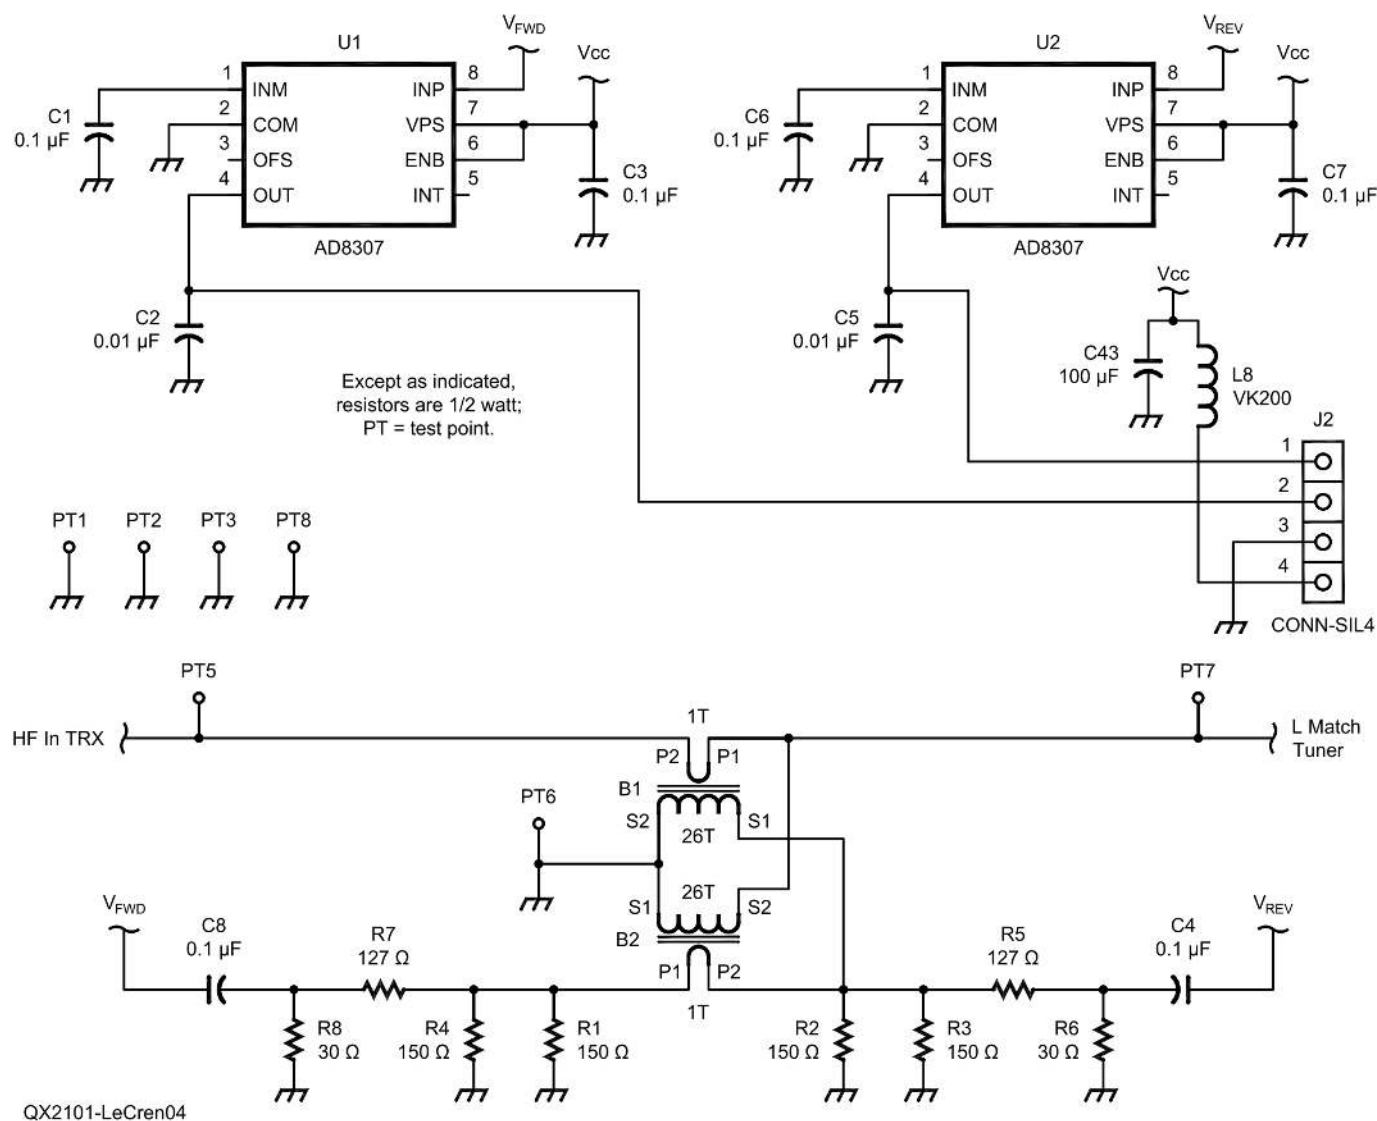 U1
V_FWD
Vcc
1
INM
INP
8
2
COM
VPS
7
3
OFS
ENB
6
4
OUT
INT
5
C1
0.1 µF
C3
0.1 µF
AD8307
C2
0.01 µF
U2
V_REV
Vcc
1
INM
INP
8
2
COM
VPS
7
3
OFS
ENB
6
4
OUT
INT
5
C6
0.1 µF
C7
0.1 µF
AD8307
C5
0.01 µF
Vcc
C43
100 µF
L8
VK200
J2
1
2
3
4
CONN-SIL4
Except as indicated,
resistors are 1/2 watt;
PT = test point.
PT1
PT2
PT3
PT8
PT5
PT7
HF In TRX
1T
P2
P1
L Match
Tuner
B1
PT6
S2
S1
26T
26T
S1
S2
B2
P1
P2
1T
V_FWD
C8
0.1 µF
R7
127 Ω
R5
127 Ω
C4
0.1 µF
V_REV
R8
30 Ω
R4
150 Ω
R1
150 Ω
R2
150 Ω
R3
150 Ω
R6
30 Ω
QX2101-LeCren04